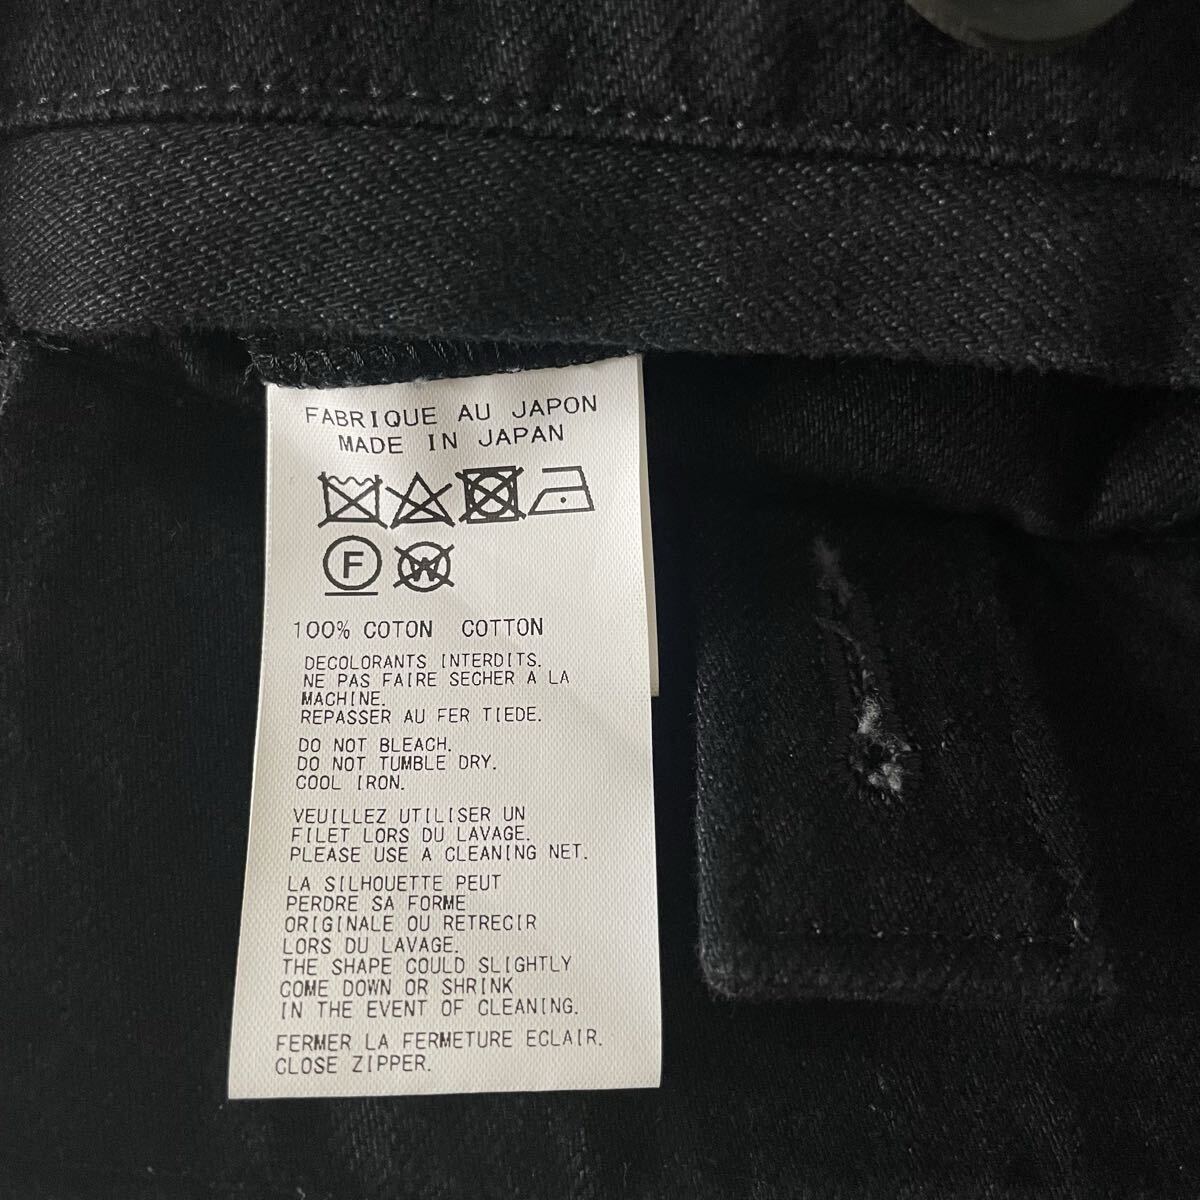 FABRIQUE AU JAPON
MADE IN JAPAN
F W
100% COTON COTTON
DECOLORANTS INTERDITS.
NE PAS FAIRE SECHER A LA
MACHINE.
REPASSER AU FER TIEDE.
DO NOT BLEACH.
DO NOT TUMBLE DRY.
COOL IRON.
VEUILLEZ UTILISER UN
FILET LORS DU LAVAGE.
PLEASE USE A CLEANING NET.
LA SILHOUETTE PEUT
PERDRE SA FORME
ORIGINALE OU RETRECIR
LORS DU LAVAGE.
THE SHAPE COULD SLIGHTLY
COME DOWN OR SHRINK
IN THE EVENT OF CLEANING.
FERMER LA FERMETURE ECLAIR.
CLOSE ZIPPER.